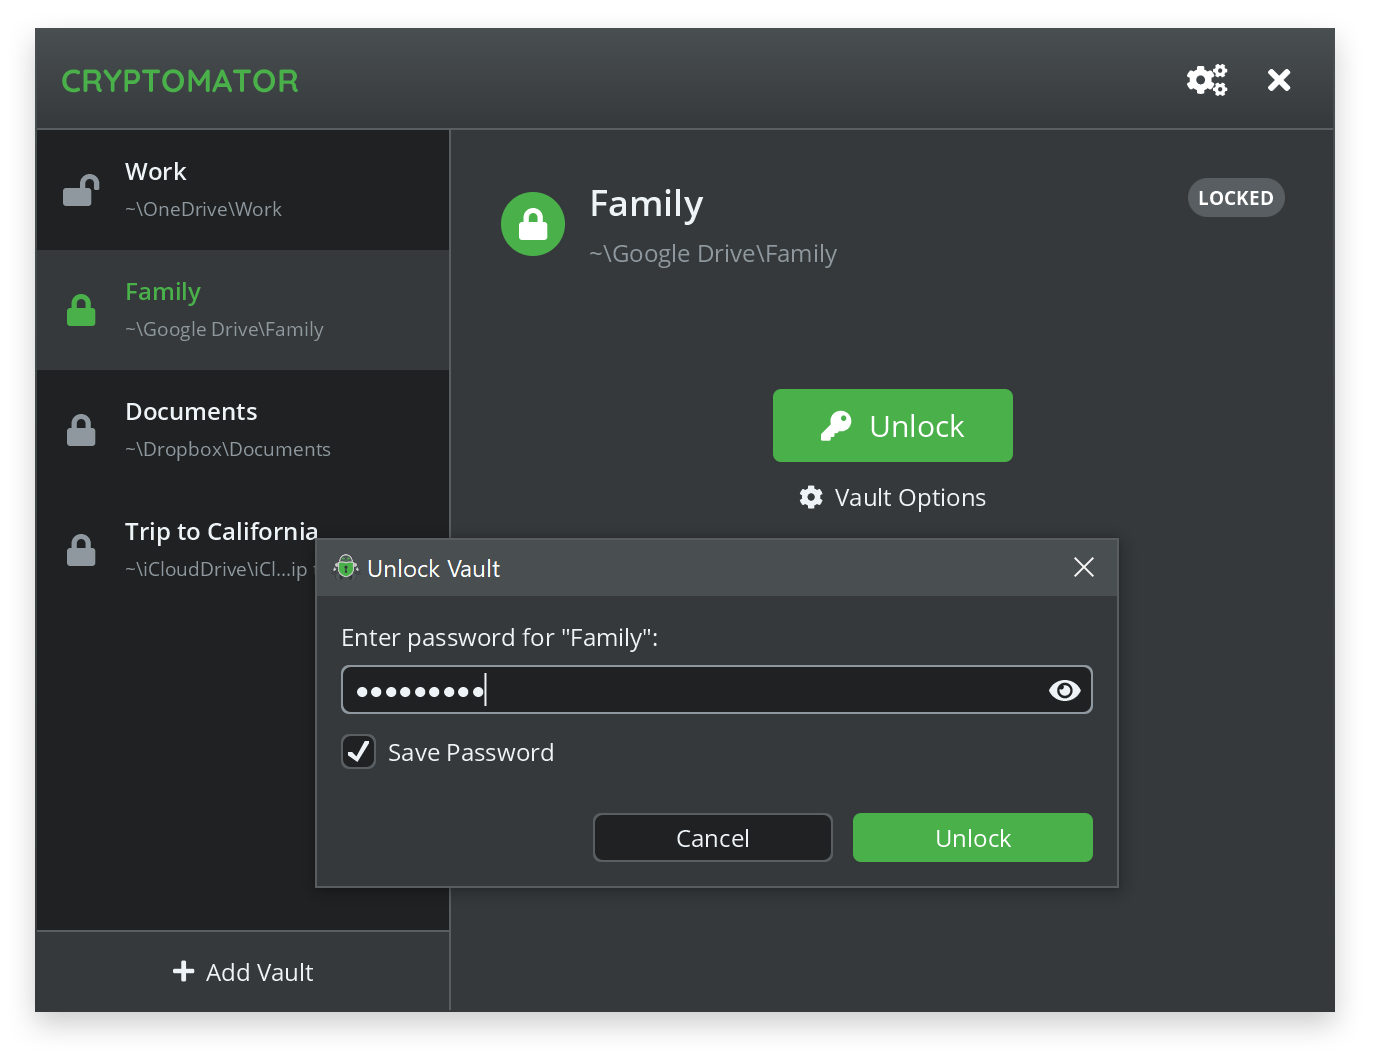 CRYPTOMATOR
Work
~\OneDrive\Work
Family
~\Google Drive\Family
Documents
~\Dropbox\Documents
Trip to California
~\iCloudDrive\iCl...ip
Add Vault
Family
~\Google Drive\Family
LOCKED
Unlock
Vault Options
Unlock Vault
Enter password for "Family":
Save Password
Cancel
Unlock